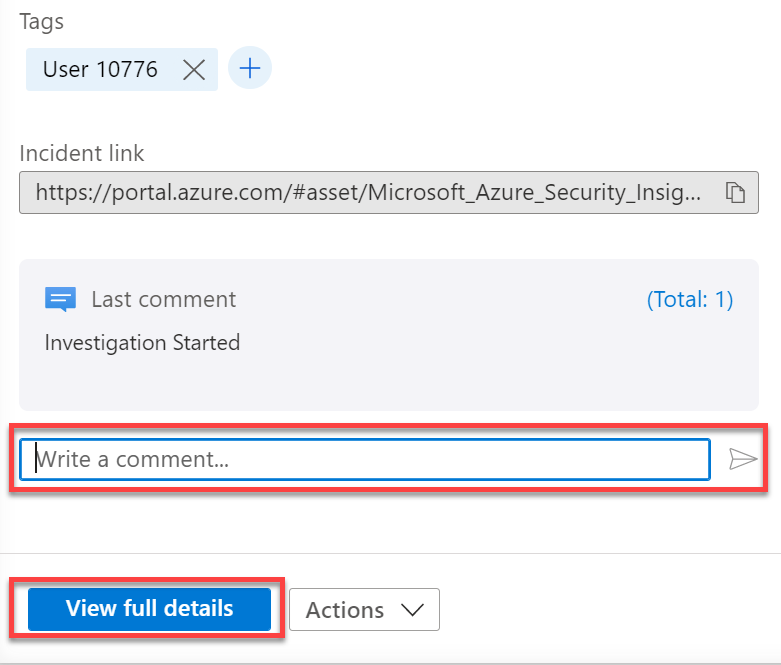 Tags
User 10776
Incident link
https://portal.azure.com/#asset/Microsoft_Azure_Security_Insig...
Last comment (Total: 1)
Investigation Started
Write a comment...
View full details Actions